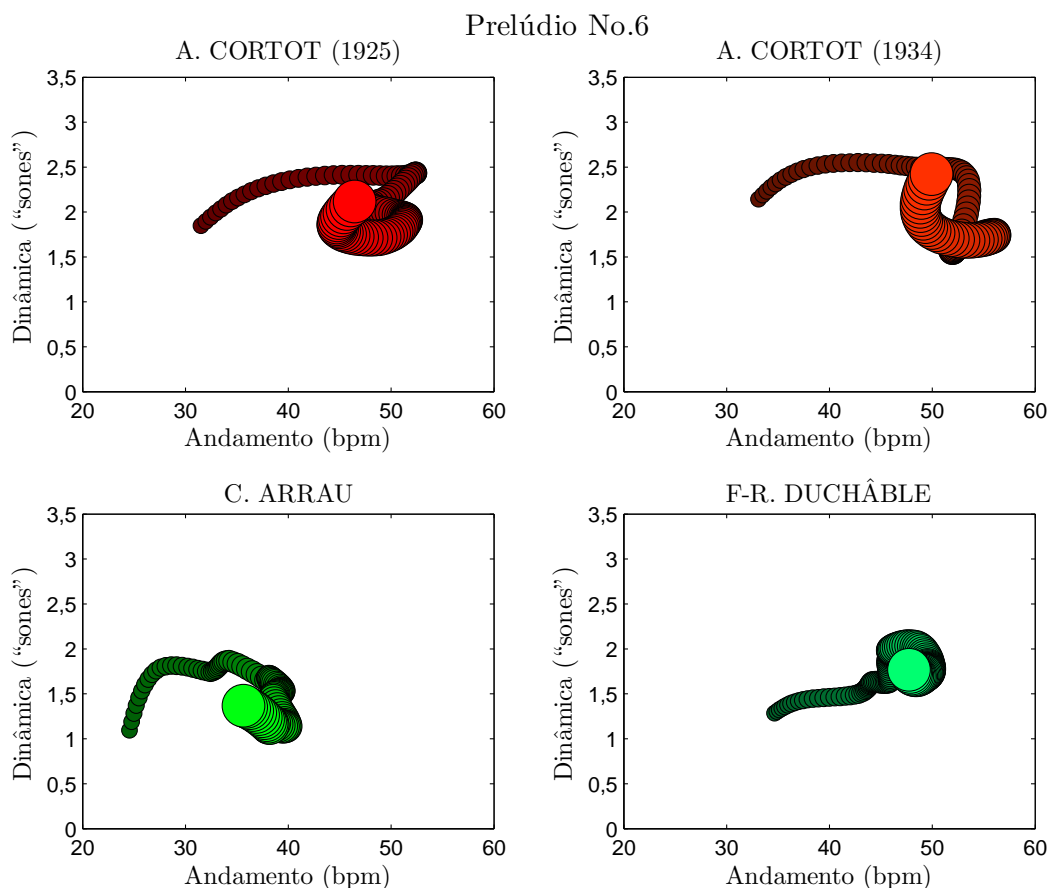 Prelúdio No.6
A. CORTOT (1925)
3,5
3
2,5
2
1,5
1
0,5
0
Dinâmica (“sones”)
20 30 40 50 60
Andamento (bpm)
A. CORTOT (1934)
3,5
3
2,5
2
1,5
1
0,5
0
Dinâmica (“sones”)
20 30 40 50 60
Andamento (bpm)
C. ARRAU
3,5
3
2,5
2
1,5
1
0,5
0
Dinâmica (“sones”)
20 30 40 50 60
Andamento (bpm)
F-R. DUCHÂBLE
3,5
3
2,5
2
1,5
1
0,5
0
Dinâmica (“sones”)
20 30 40 50 60
Andamento (bpm)